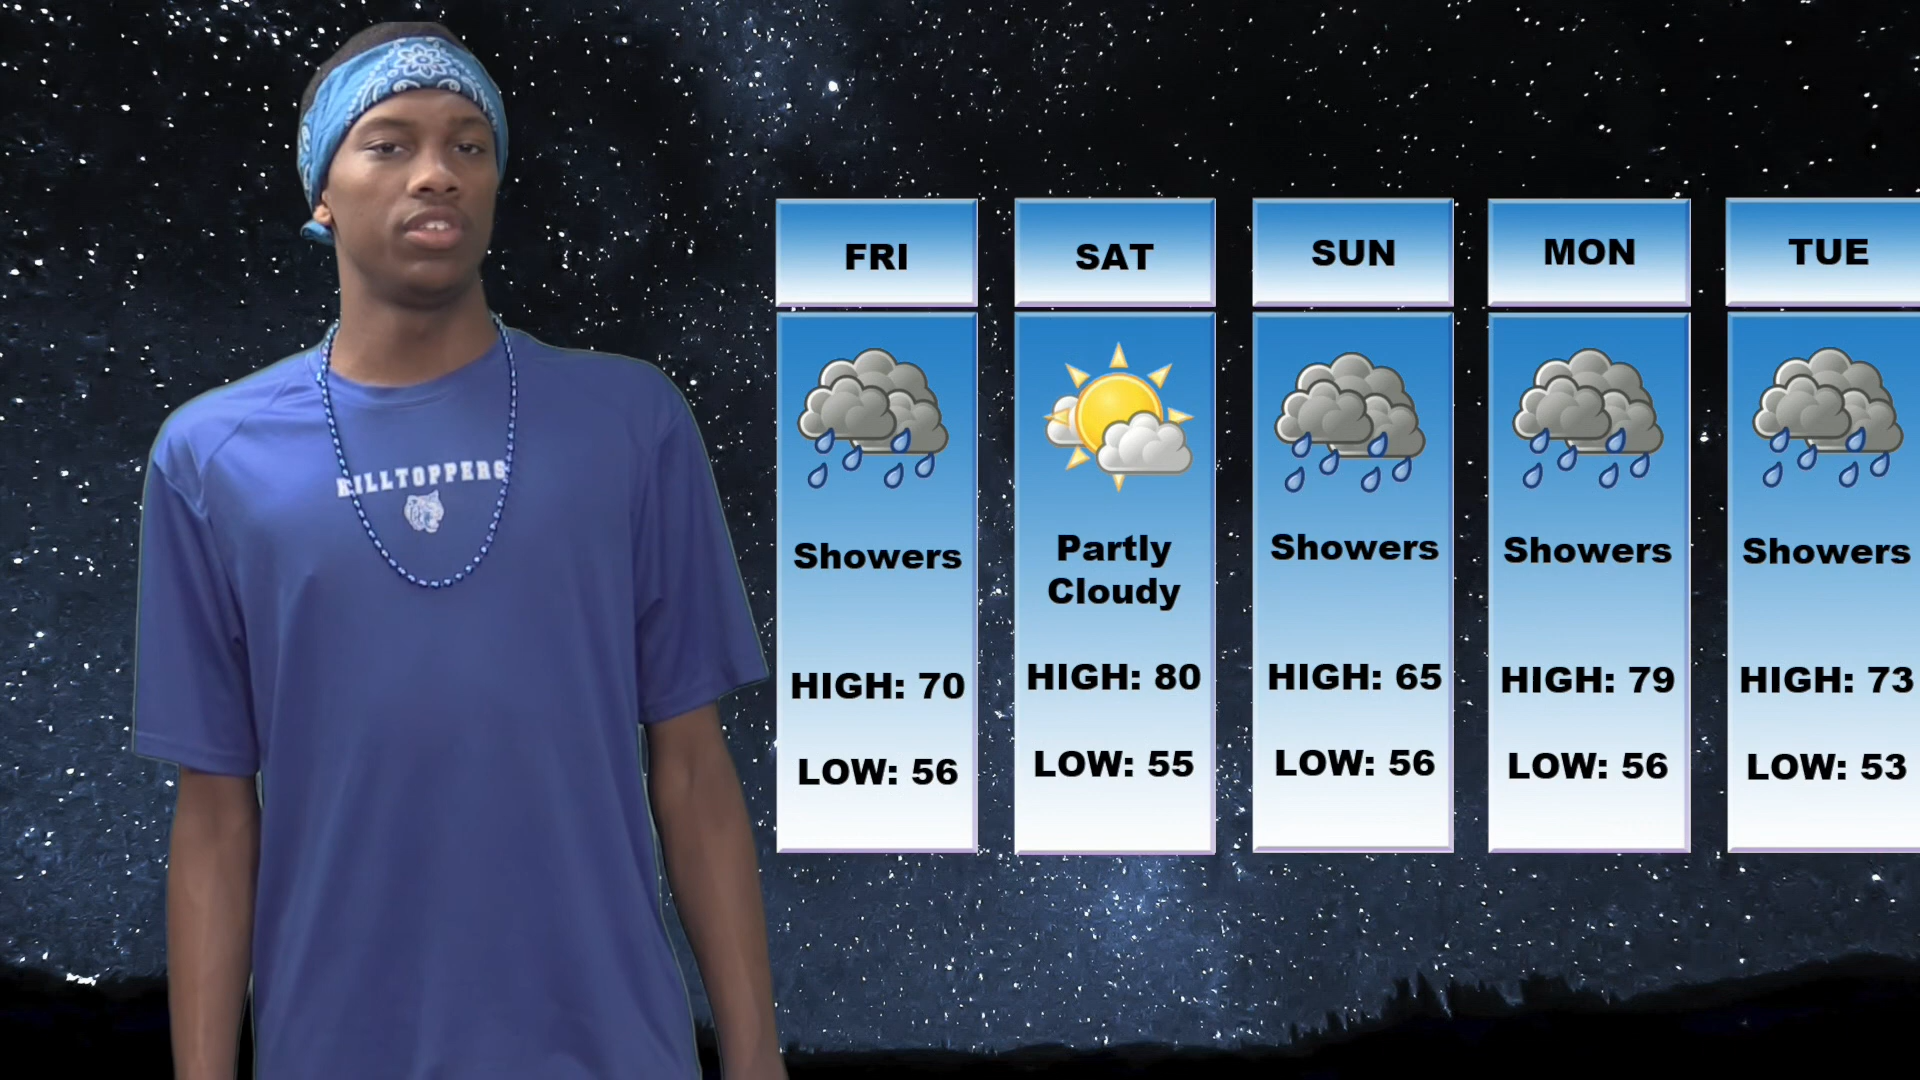 HILLTOPPERS
FRI
Showers
HIGH: 70
LOW: 56
SAT
Partly
Cloudy
HIGH: 80
LOW: 55
SUN
Showers
HIGH: 65
LOW: 56
MON
Showers
HIGH: 79
LOW: 56
TUE
Showers
HIGH: 73
LOW: 53